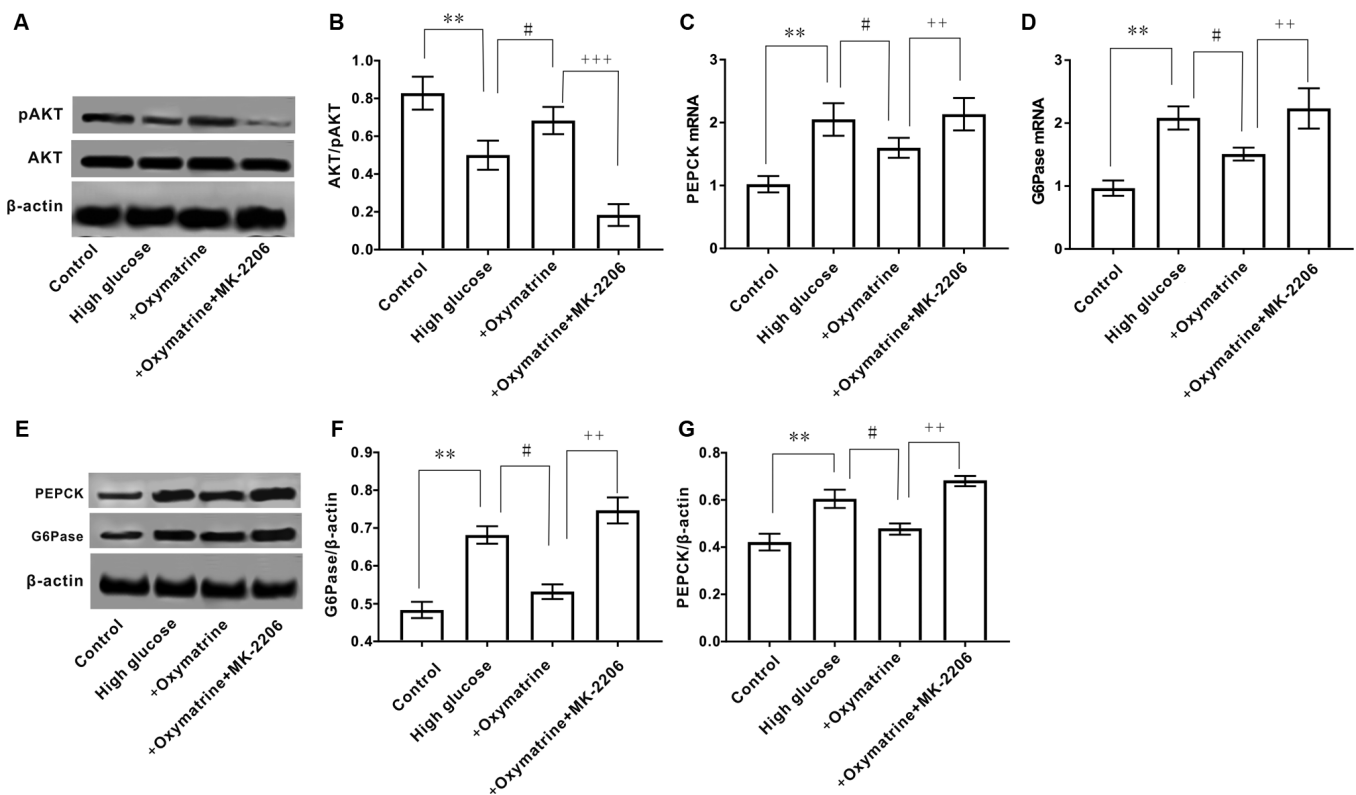 A
pAKT
AKT
β-actin
Control
High glucose
+Oxymatrine
+Oxymatrine+MK-2206
B
**
#
+++
AKT/pAKT
1.0
0.8
0.6
0.4
0.2
0.0
Control
High glucose
+Oxymatrine
+Oxymatrine+MK-2206
C
**
#
++
PEPCK mRNA
3
2
1
0
Control
High glucose
+Oxymatrine
+Oxymatrine+MK-2206
D
**
#
++
G6Pase mRNA
3
2
1
0
Control
High glucose
+Oxymatrine
+Oxymatrine+MK-2206
E
PEPCK
G6Pase
β-actin
Control
High glucose
+Oxymatrine
+Oxymatrine+MK-2206
F
**
#
++
G6Pase/β-actin
0.9
0.8
0.7
0.6
0.5
0.4
Control
High glucose
+Oxymatrine
+Oxymatrine+MK-2206
G
**
#
++
PEPCK/β-actin
0.8
0.6
0.4
0.2
0.0
Control
High glucose
+Oxymatrine
+Oxymatrine+MK-2206